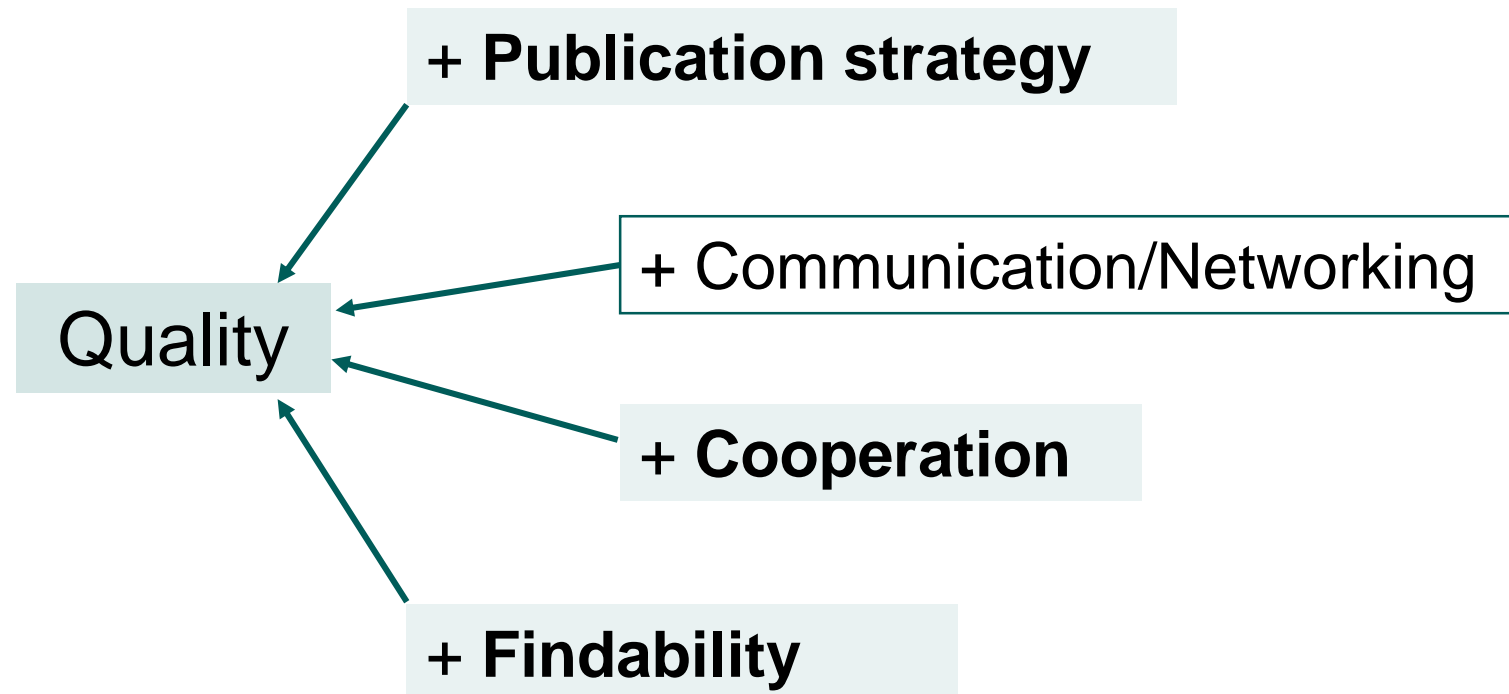 + Publication strategy
+ Communication/Networking
Quality
+ Cooperation
+ Findability